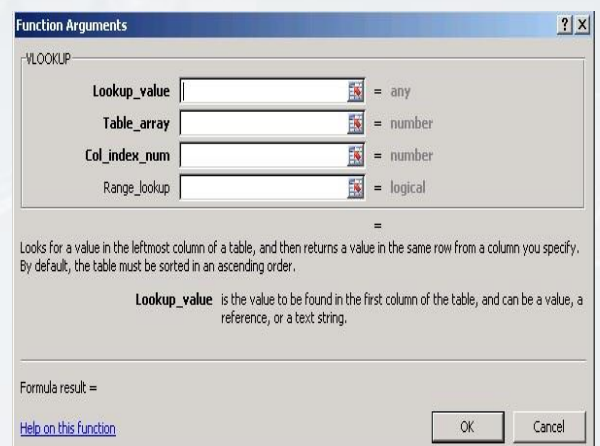 Function Arguments
VLOOKUP
Lookup_value = any
Table_array = number
Col_index_num = number
Range_lookup = logical
=
Looks for a value in the leftmost column of a table, and then returns a value in the same row from a column you specify.
By default, the table must be sorted in an ascending order.
Lookup_value is the value to be found in the first column of the table, and can be a value, a
reference, or a text string.
Formula result =
Help on this function OK Cancel